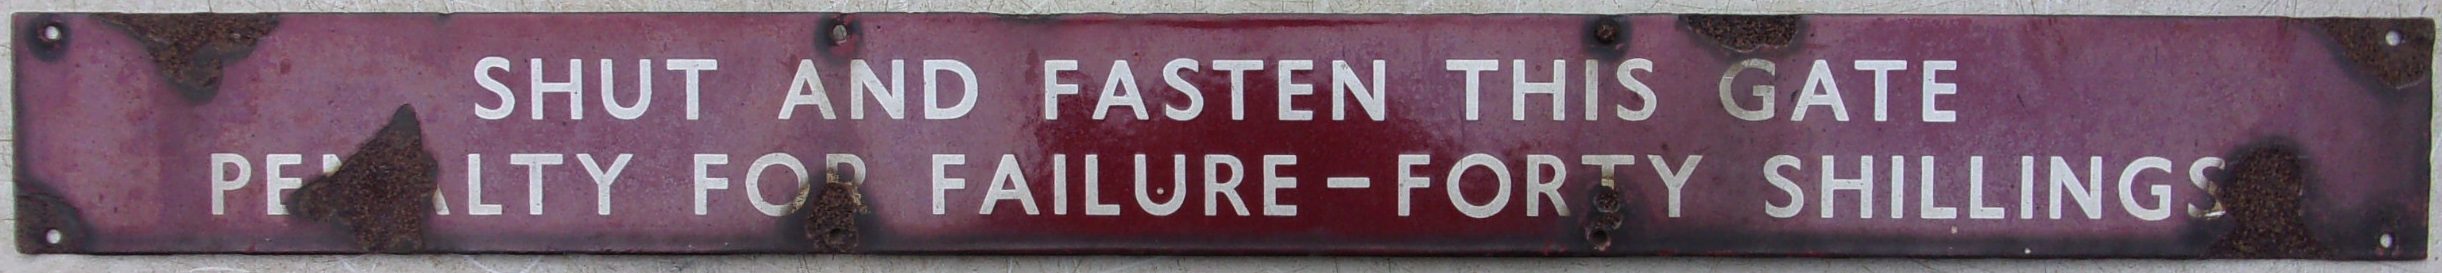 SHUT AND FASTEN THIS GATE
PENALTY FOR FAILURE – FORTY SHILLINGS